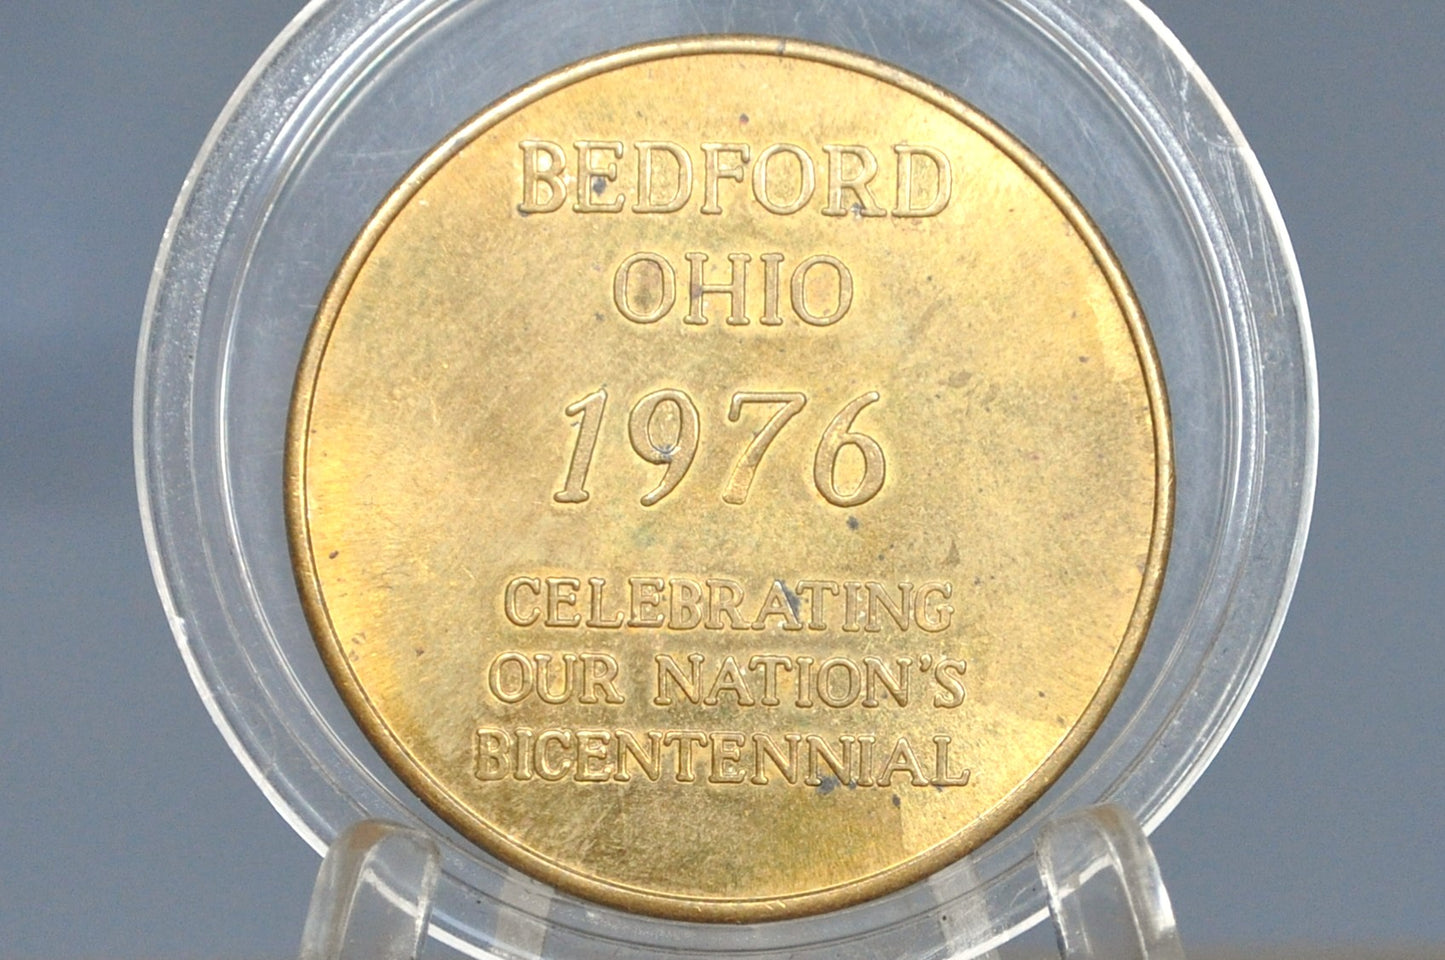 BEDFORD
OHIO
1976
CELEBRATING
OUR NATION'S
BICENTENNIAL